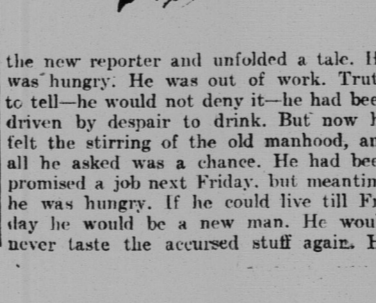 the new reporter and unfolded a tale. H
was hungry. He was out of work. Trut
to tell—he would not deny it—he had bee
driven by despair to drink. But now h
felt the stirring of the old manhood, an
all he asked was a chance. He had bee
promised a job next Friday. but meantim
he was hungry. If he could live till Fr
day he would be a new man. He wou
never taste the accursed stuff again. H